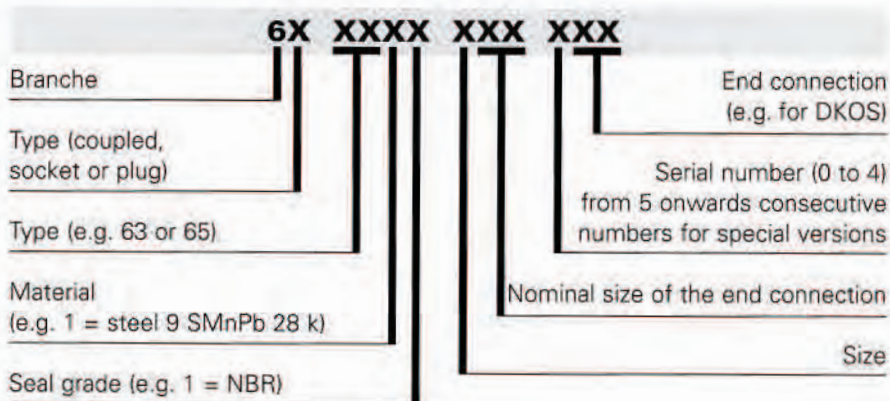 6X XXXX XXX XXX
Branche
Type (coupled,
socket or plug)
Type (e.g. 63 or 65)
Material
(e.g. 1 = steel 9 SMnPb 28 k)
Seal grade (e.g. 1 = NBR)
End connection
(e.g. for DKOS)
Serial number (0 to 4)
from 5 onwards consecutive
numbers for special versions
Nominal size of the end connection
Size